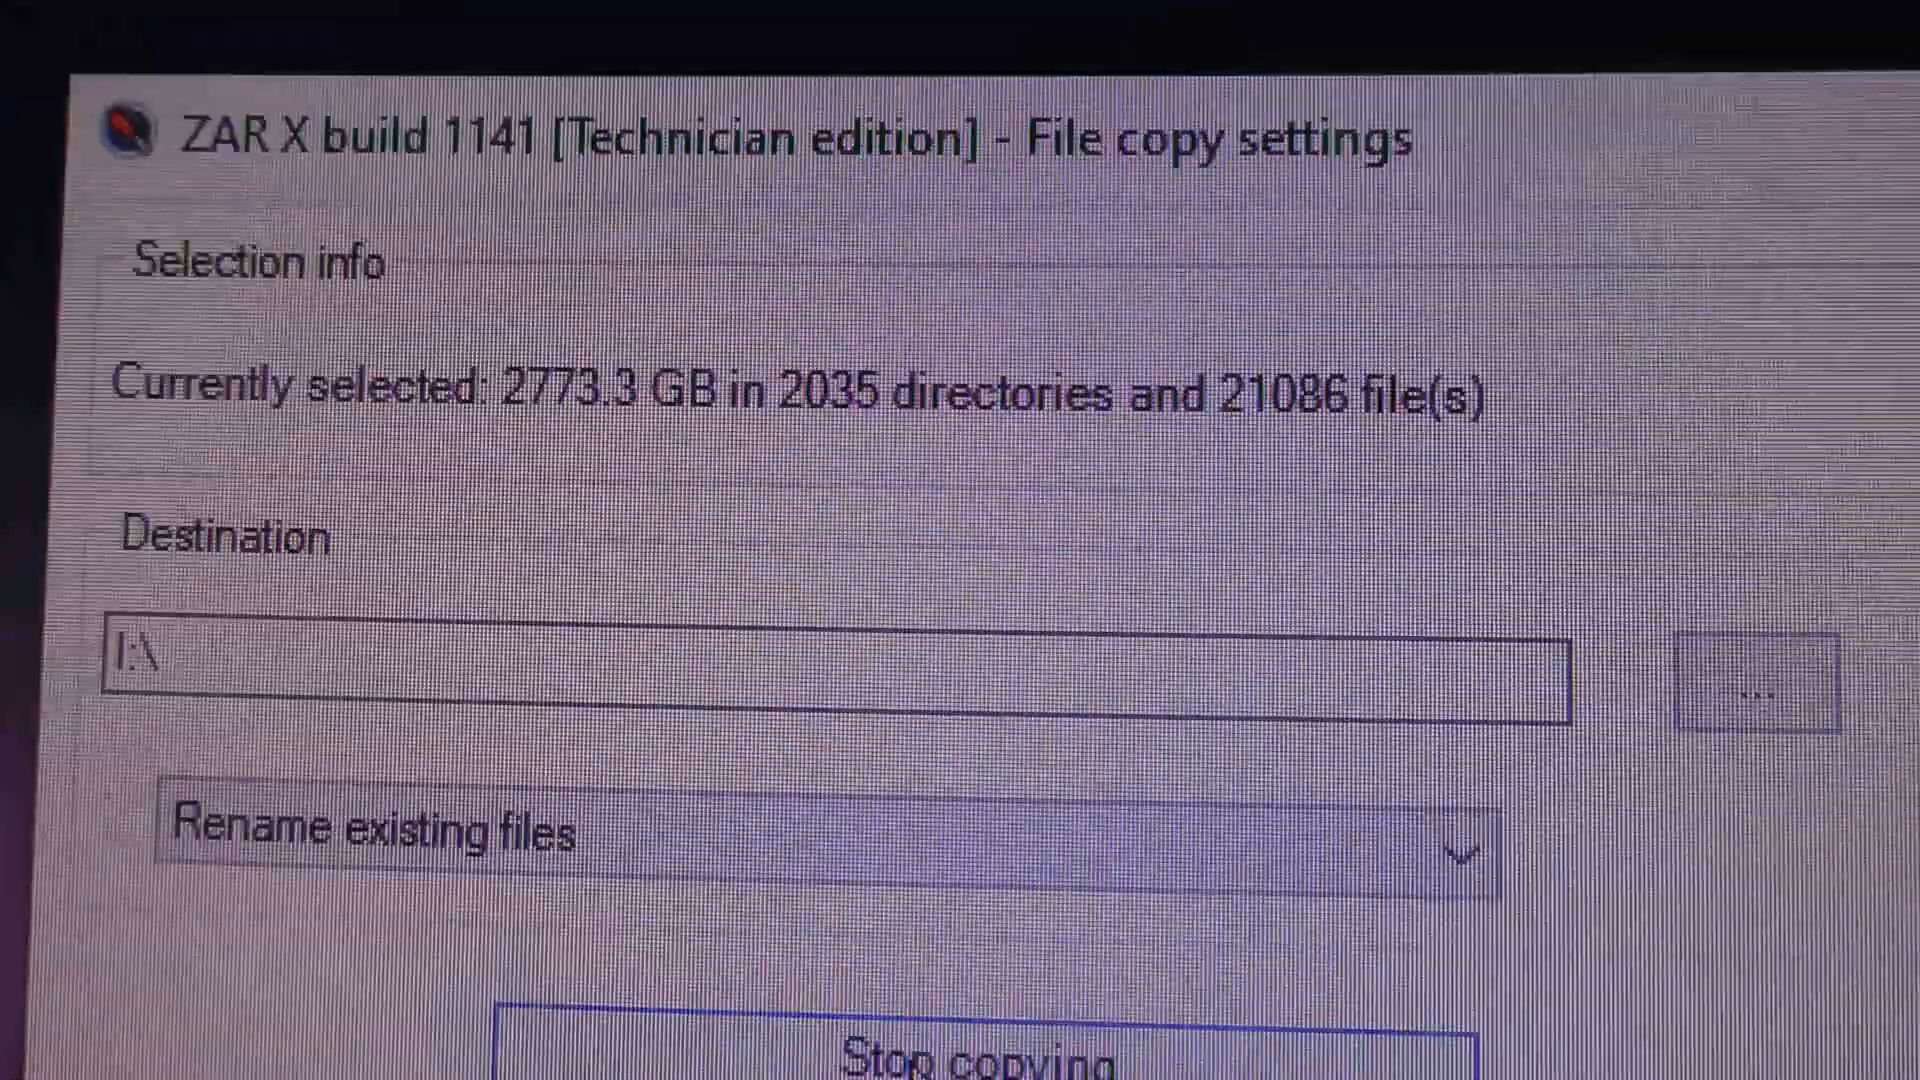 ZAR X build 1141 [Technician edition] - File copy settings
Selection info
Currently selected: 2773.3 GB in 2035 directories and 21086 file(s)
Destination
I:\
...
Rename existing files
Stop copying